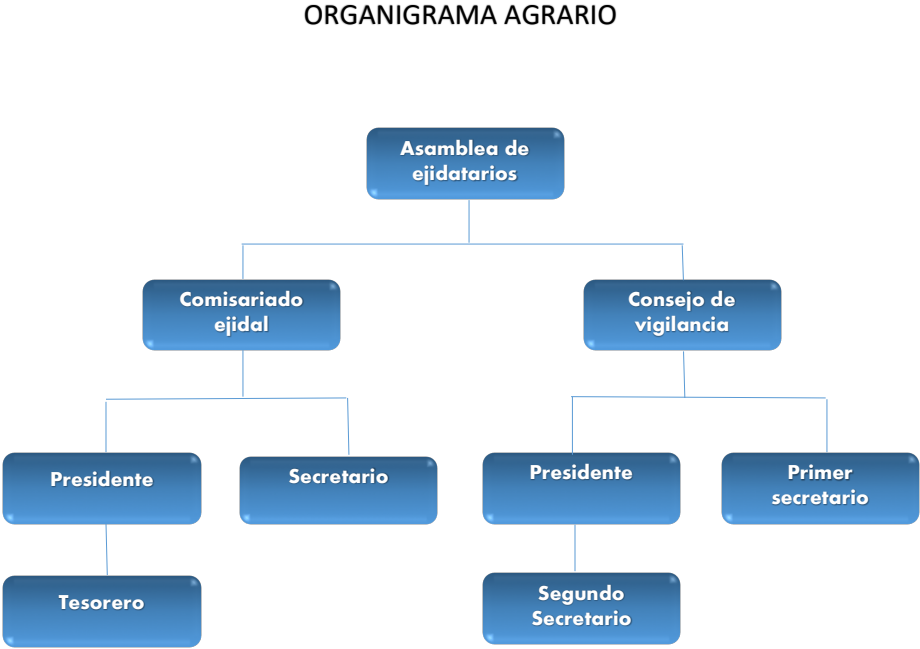 ORGANIGRAMA AGRARIO
Asamblea de
ejidatarios
Comisariado
ejidal
Consejo de
vigilancia
Presidente
Secretario
Presidente
Primer
secretario
Tesorero
Segundo
Secretario